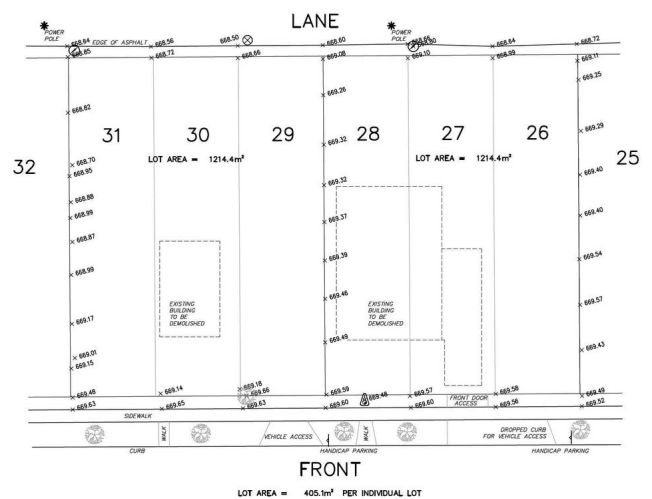 LANE
POWER
POLE
POWER
POLE
668.64
EDGE OF ASPHALT
668.56
668.50
668.60
668.66
668.64
668.72
668.85
668.72
668.66
669.08
669.10
668.99
669.11
669.25
668.82
669.26
31
30
29
28
27
26
669.32
669.29
32
LOT AREA = 1214.4m²
LOT AREA = 1214.4m²
25
668.70
668.95
669.32
669.40
668.88
668.99
669.37
669.40
668.87
669.39
669.54
668.99
669.46
669.57
EXISTING
BUILDING
TO BE
DEMOLISHED
EXISTING
BUILDING
TO BE
DEMOLISHED
669.17
669.49
669.43
669.01
669.15
669.48
669.14
669.18
669.66
669.59
669.48
669.57
FRONT DOOR
ACCESS
669.58
669.49
669.63
669.65
669.63
669.60
669.60
669.56
669.52
SIDEWALK
WALK
VEHICLE ACCESS
WALK
DROPPED CURB
FOR VEHICLE ACCESS
CURB
HANDICAP PARKING
HANDICAP PARKING
FRONT
LOT AREA = 405.1m² PER INDIVIDUAL LOT